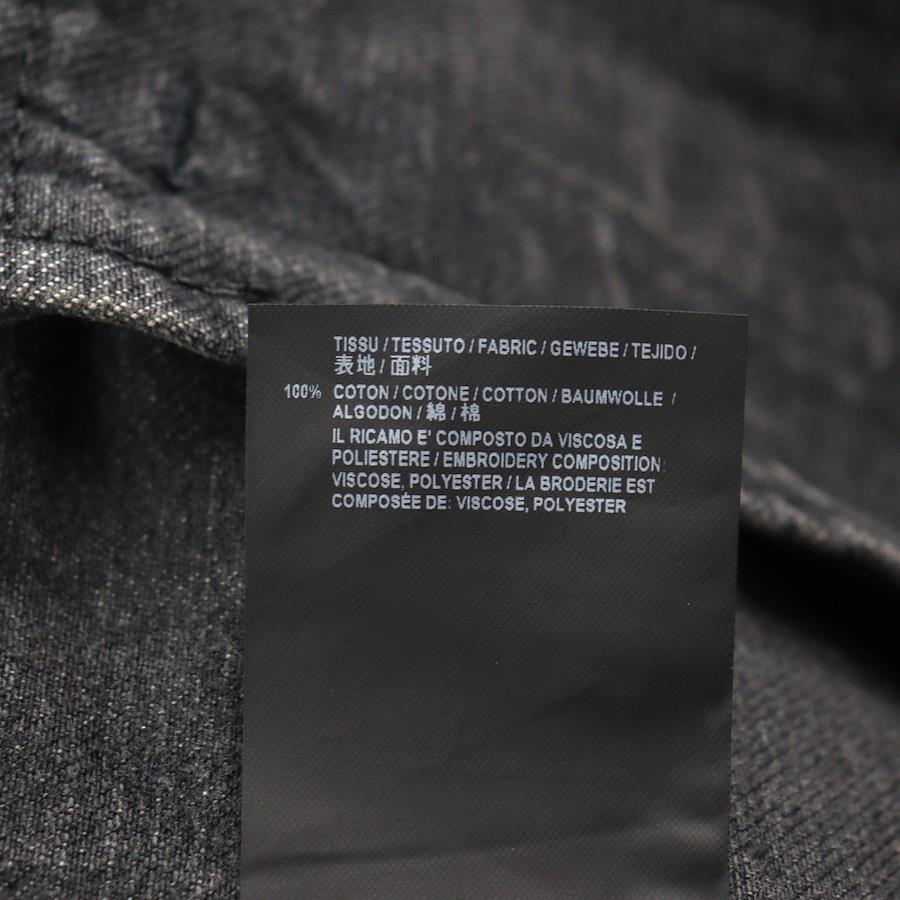 TISSU / TESSUTO / FABRIC / GEWEBE / TEJIDO /
表地 / 面料
100% COTON / COTONE / COTTON / BAUMWOLLE /
ALGODON / 綿 / 棉
IL RICAMO E' COMPOSTO DA VISCOSA E
POLIESTERE / EMBROIDERY COMPOSITION:
VISCOSE, POLYESTER / LA BRODERIE EST
COMPOSÉE DE: VISCOSE, POLYESTER